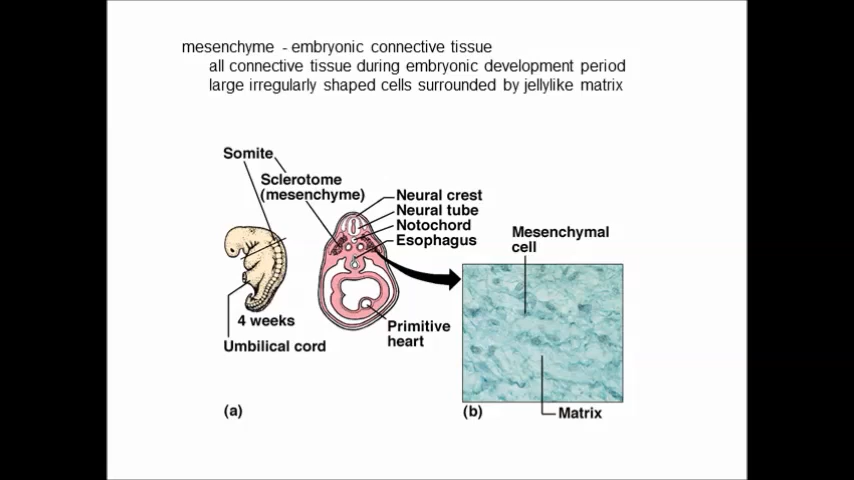 mesenchyme - embryonic connective tissue
all connective tissue during embryonic development period
large irregularly shaped cells surrounded by jellylike matrix
Somite
Sclerotome
(mesenchyme)
Neural crest
Neural tube
Notochord
Esophagus
Mesenchymal
cell
4 weeks
Umbilical cord
Primitive
heart
(a)
(b)
Matrix